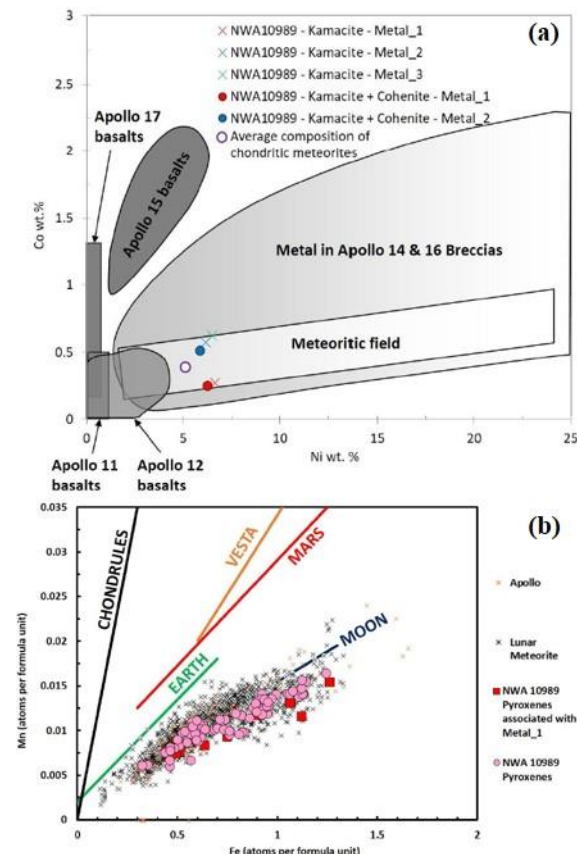 (a)
× NWA10989 - Kamacite - Metal_1
× NWA10989 - Kamacite - Metal_2
× NWA10989 - Kamacite - Metal_3
NWA10989 - Kamacite + Cohenite - Metal_1
NWA10989 - Kamacite + Cohenite - Metal_2
Average composition of
chondritic meteorites
Apollo 17
basalts
Apollo 15 basalts
Metal in Apollo 14 & 16 Breccias
Meteoritic field
Apollo 11
basalts
Apollo 12
basalts
Co wt.%
3
2.5
2
1.5
1
0.5
0
0
5
10
15
20
25
Ni wt. %
(b)
CHONDRULES
VESTA
MARS
EARTH
MOON
Apollo
Lunar
Meteorite
NWA 10989
Pyroxenes
associated with
Metal_1
NWA 10989
Pyroxenes
Mn (atoms per formula unit)
0.035
0.03
0.025
0.02
0.015
0.01
0.005
0
0
0.5
1
1.5
2
Fe (atoms per formula unit)